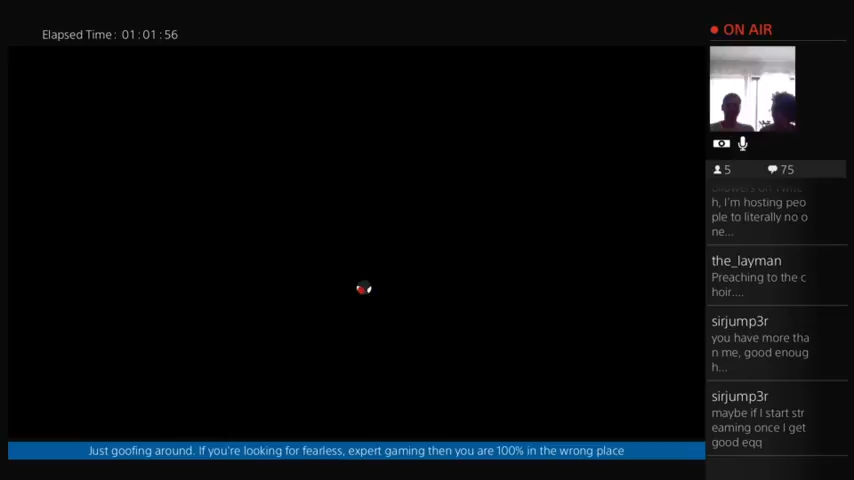 Elapsed Time: 01:01:56
ON AIR
5 75
h, I'm hosting peo
ple to literally no o
ne...
the_layman
Preaching to the c
hoir....
sirjump3r
you have more tha
n me, good enoug
h...
sirjump3r
maybe if I start str
eaming once I get
good eqq
Just goofing around. If you're looking for fearless, expert gaming then you are 100% in the wrong place